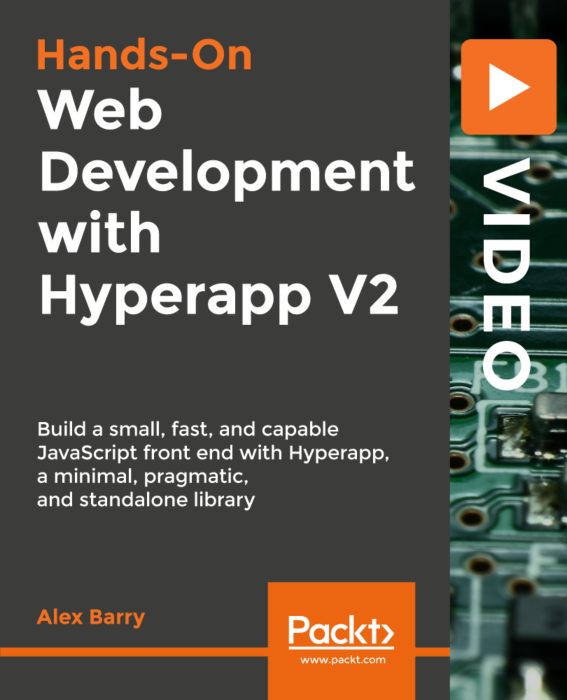 Hands-On
Web
Development
with
Hyperapp V2
VIDEO
Build a small, fast, and capable
JavaScript front end with Hyperapp,
a minimal, pragmatic,
and standalone library
Alex Barry
Packt>
www.packt.com